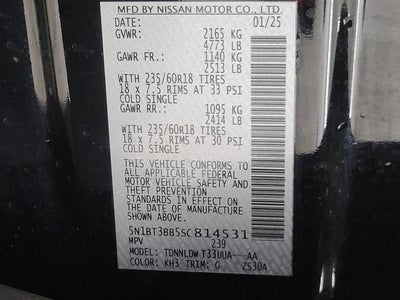 MFD BY NISSAN MOTOR CO., LTD.
DATE: 01/25
GVWR: 2165 KG
4773 LB
GAWR FR.: 1140 KG
2513 LB
WITH 235/60R18 TIRES
18 x 7.5 RIMS AT 33 PSI
COLD SINGLE
GAWR RR.: 1095 KG
2414 LB
WITH 235/60R18 TIRES
18 x 7.5 RIMS AT 30 PSI
COLD SINGLE
THIS VEHICLE CONFORMS TO
ALL APPLICABLE FEDERAL
MOTOR VEHICLE SAFETY AND
THEFT PREVENTION
STANDARDS IN EFFECT ON
THE DATE OF MANUFACTURE
SHOWN ABOVE.
5N1BT3BB5SC814531
MPV 239
MODEL: TDNNLDW T33UUA---AA
COLOR: KH3 TRIM: G ZS30A